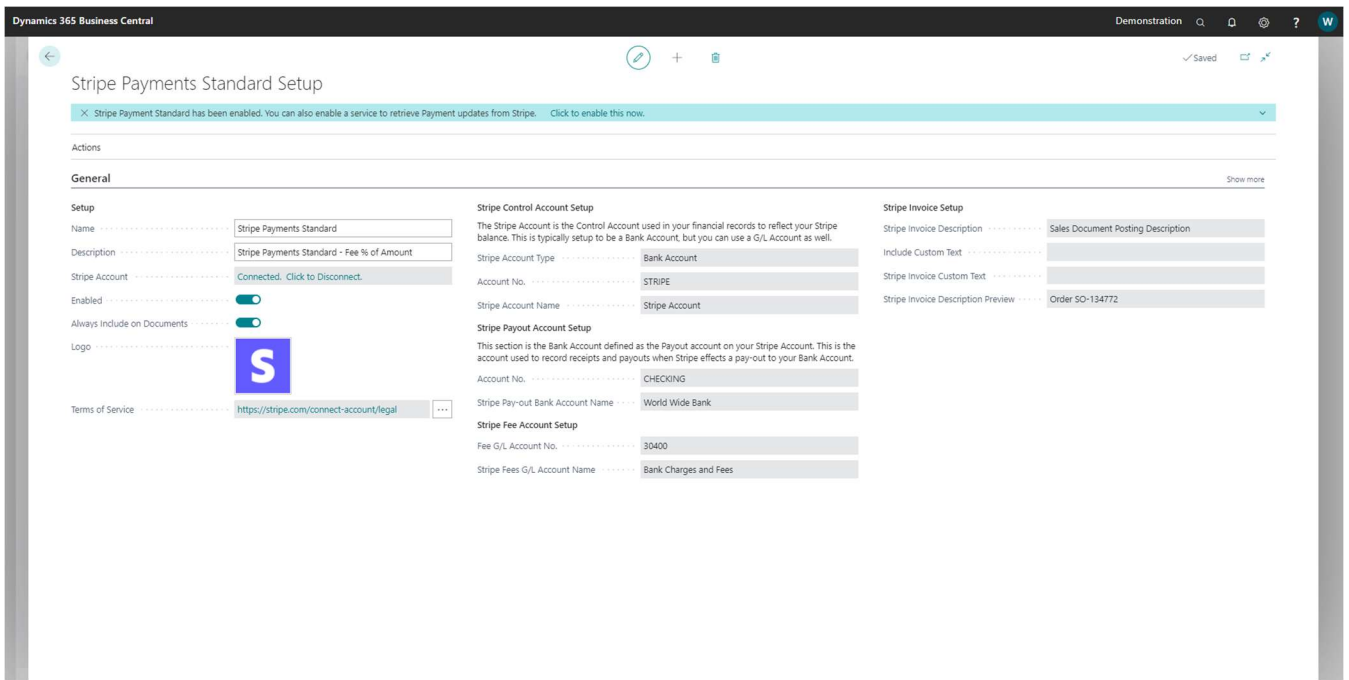 Dynamics 365 Business Central
Demonstration
?
W
Saved
Stripe Payments Standard Setup
Stripe Payment Standard has been enabled. You can also enable a service to retrieve Payment updates from Stripe. Click to enable this now.
Actions
General
Show more
Setup
Name
Stripe Payments Standard
Description
Stripe Payments Standard - Fee % of Amount
Stripe Account
Connected. Click to Disconnect.
Enabled
Always Include on Documents
Logo
S
Terms of Service
https://stripe.com/connect-account/legal
...
Stripe Control Account Setup
The Stripe Account is the Control Account used in your financial records to reflect your Stripe
balance. This is typically setup to be a Bank Account, but you can use a G/L Account as well.
Stripe Account Type
Bank Account
Account No.
STRIPE
Stripe Account Name
Stripe Account
Stripe Payout Account Setup
This section is the Bank Account defined as the Payout account on your Stripe Account. This is the
account used to record receipts and payouts when Stripe effects a pay-out to your Bank Account.
Account No.
CHECKING
Stripe Pay-out Bank Account Name
World Wide Bank
Stripe Fee Account Setup
Fee G/L Account No.
30400
Stripe Fees G/L Account Name
Bank Charges and Fees
Stripe Invoice Setup
Stripe Invoice Description
Sales Document Posting Description
Include Custom Text
Stripe Invoice Custom Text
Stripe Invoice Description Preview
Order SO-134772